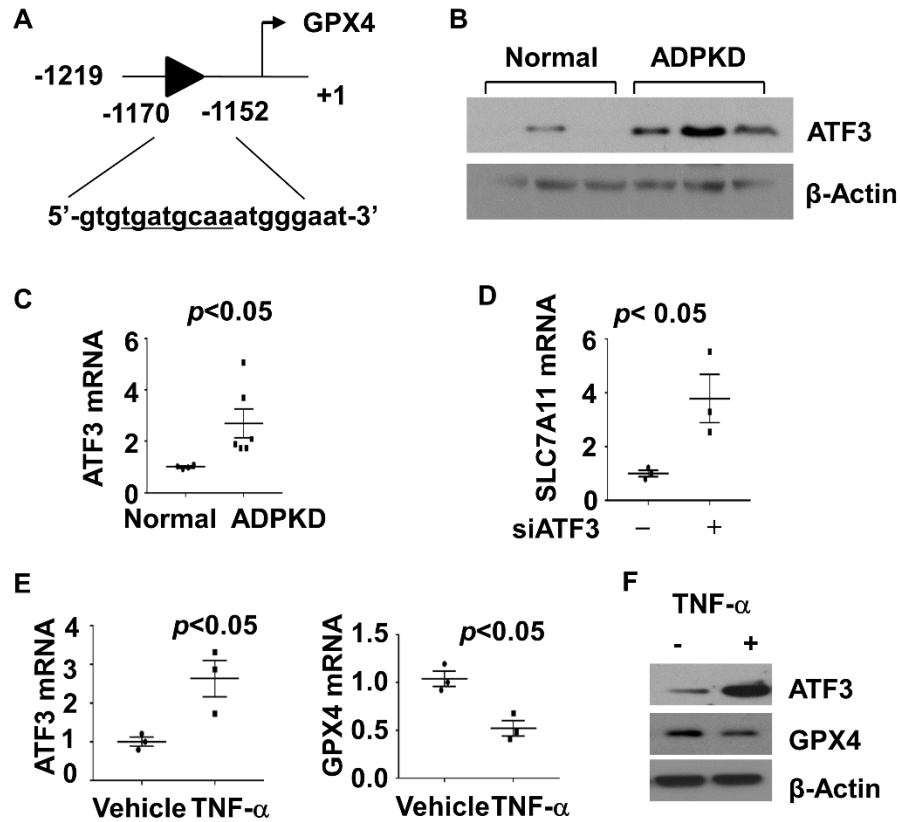 A
GPX4
-1219
+1
-1170
-1152
5’-gtgtgatgcaaatgggaat-3’
B
Normal
ADPKD
ATF3
β-Actin
C
p<0.05
ATF3 mRNA
6
4
2
0
Normal
ADPKD
D
p< 0.05
SLC7A11 mRNA
6
4
2
0
siATF3
–
+
E
p<0.05
ATF3 mRNA
4
3
2
1
0
Vehicle
TNF-α
p<0.05
GPX4 mRNA
1.5
1.0
0.5
0.0
Vehicle
TNF-α
F
TNF-α
-
+
ATF3
GPX4
β-Actin